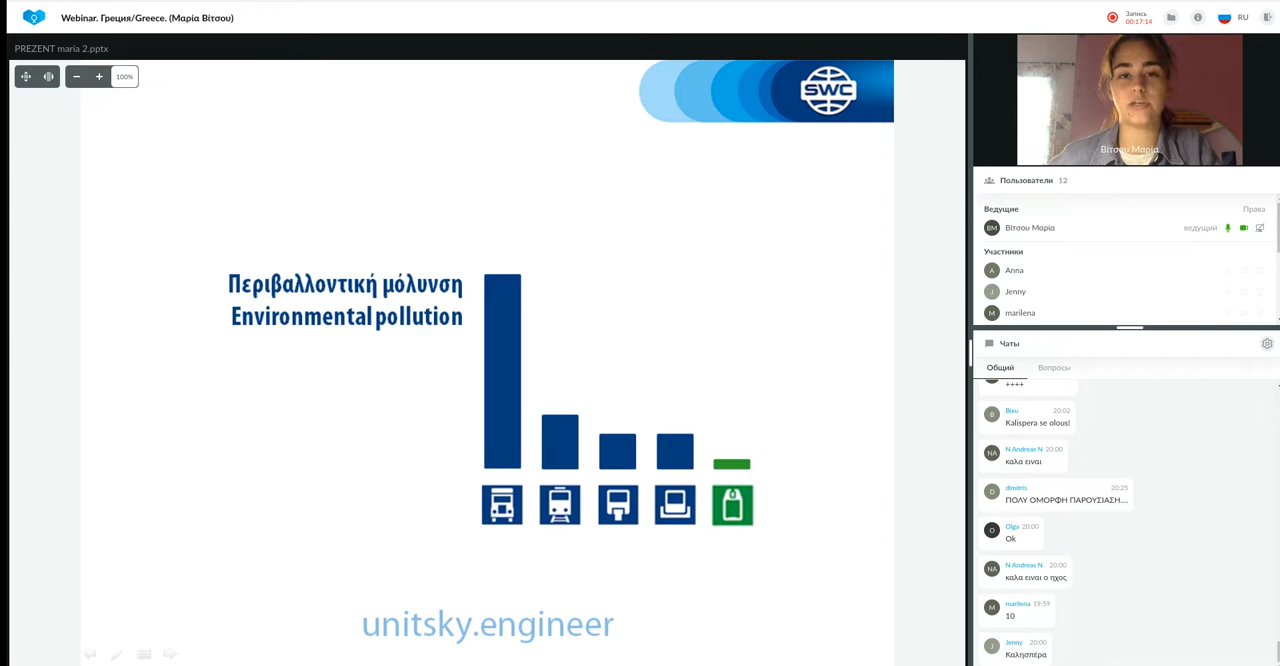 Webinar. Греция/Greece. (Μαρία Βίτσου)
Запись
00:17:14
RU
PREZENT maria 2.pptx
100%
SWC
Περιβαλλοντική μόλυνση
Environmental pollution
unitsky.engineer
Βίτσου Μαρία
Пользователи 12
Ведущие Права
ΒΜ Βίτσου Μαρία ведущий
Участники
A Anna
J Jenny
M marilena
Чаты
Общий Вопросы
++++
Βίκυ 20:02
Kalispera se olous!
NA N Andreas N 20:00
καλα ειναι
D dimitris 20:25
ΠΟΛΥ ΟΜΟΡΦΗ ΠΑΡΟΥΣΙΑΣΗ....
O Olga 20:00
Ok
NA N Andreas N 20:00
καλα ειναι ο ηχος
M marilena 19:59
10
J Jenny 20:00
Καλησπέρα